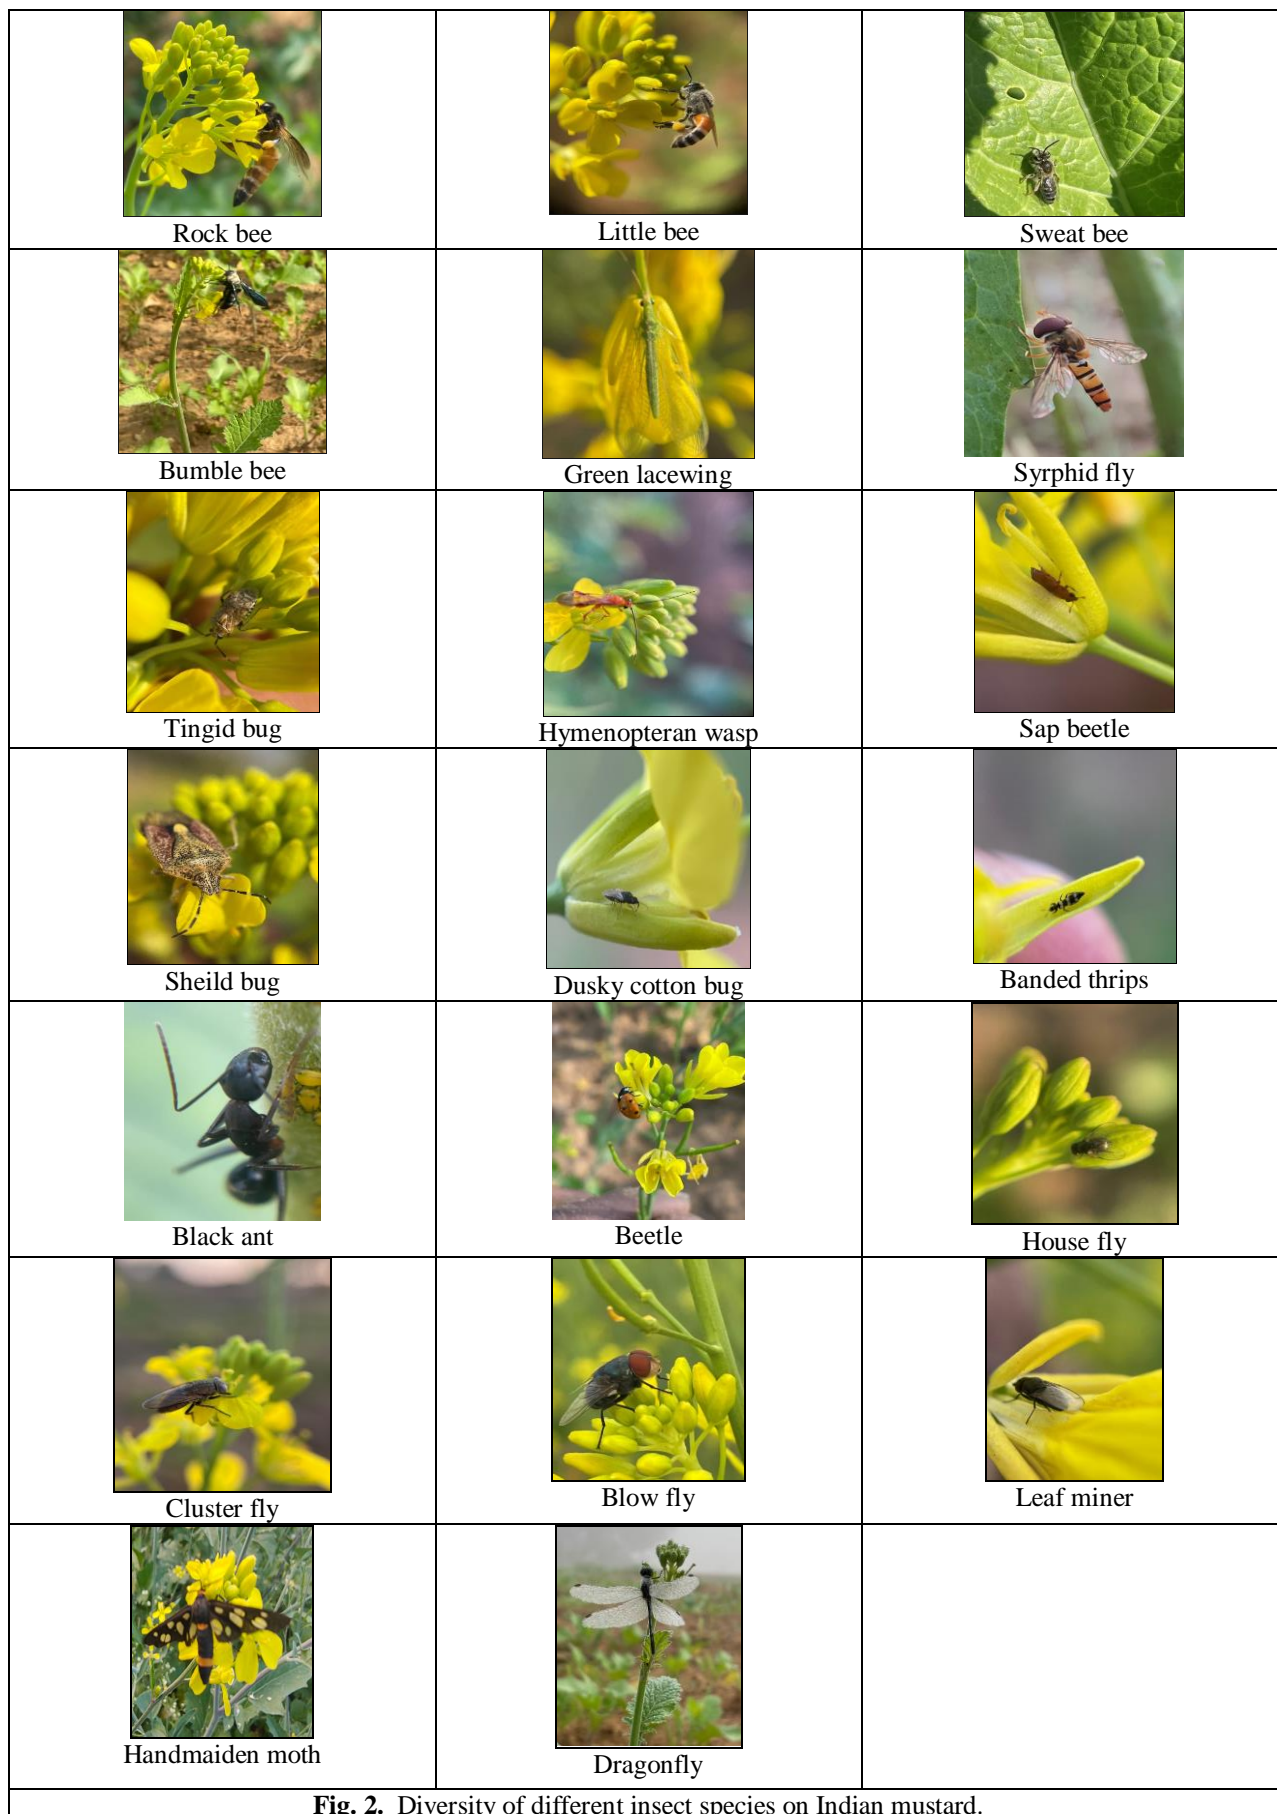 Rock bee
Little bee
Sweat bee
Bumble bee
Green lacewing
Syrphid fly
Tingid bug
Hymenopteran wasp
Sap beetle
Sheild bug
Dusky cotton bug
Banded thrips
Black ant
Beetle
House fly
Cluster fly
Blow fly
Leaf miner
Handmaiden moth
Dragonfly
Fig. 2. Diversity of different insect species on Indian mustard.